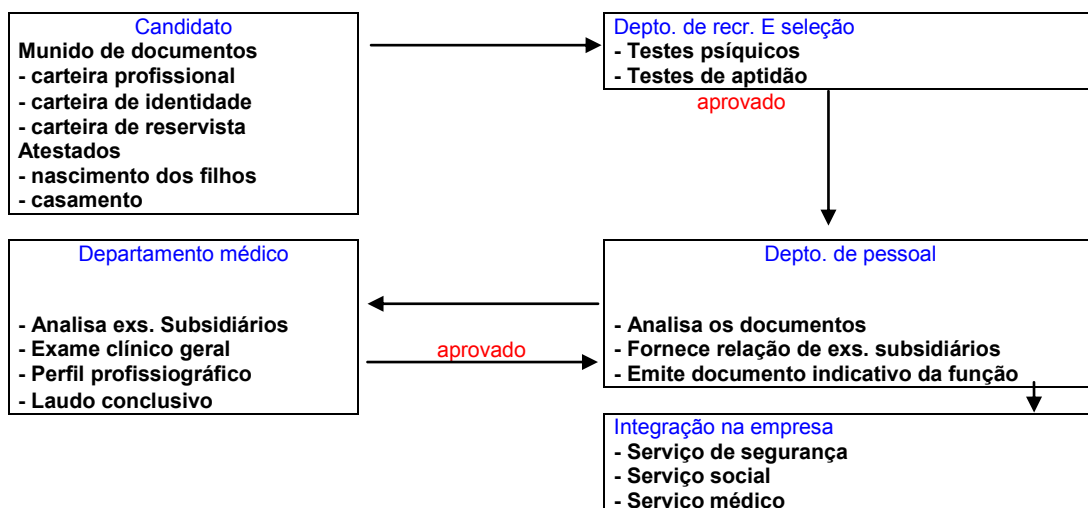 Candidato
Munido de documentos
- carteira profissional
- carteira de identidade
- carteira de reservista
Atestados
- nascimento dos filhos
- casamento
Depto. de recr. E seleção
- Testes psíquicos
- Testes de aptidão
aprovado
Departamento médico
- Analisa exs. Subsidiários
- Exame clínico geral
- Perfil profissiográfico
- Laudo conclusivo
aprovado
Depto. de pessoal
- Analisa os documentos
- Fornece relação de exs. subsidiários
- Emite documento indicativo da função
Integração na empresa
- Serviço de segurança
- Serviço social
- Serviço médico